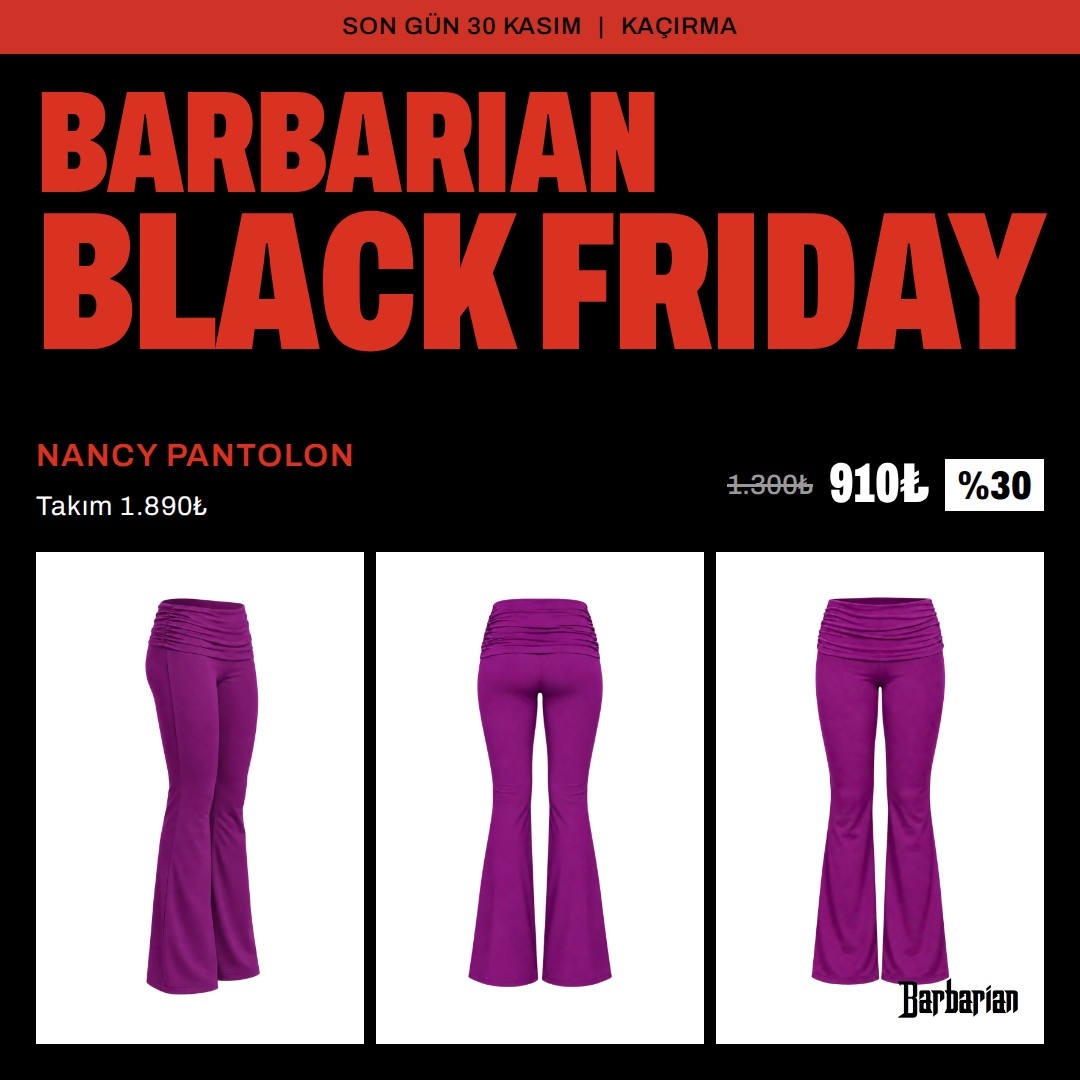 SON GÜN 30 KASIM | KAÇIRMA
BARBARIAN
BLACK FRIDAY
NANCY PANTOLON
Takım 1.890₺
1.300₺ 910₺ %30
Barbarian